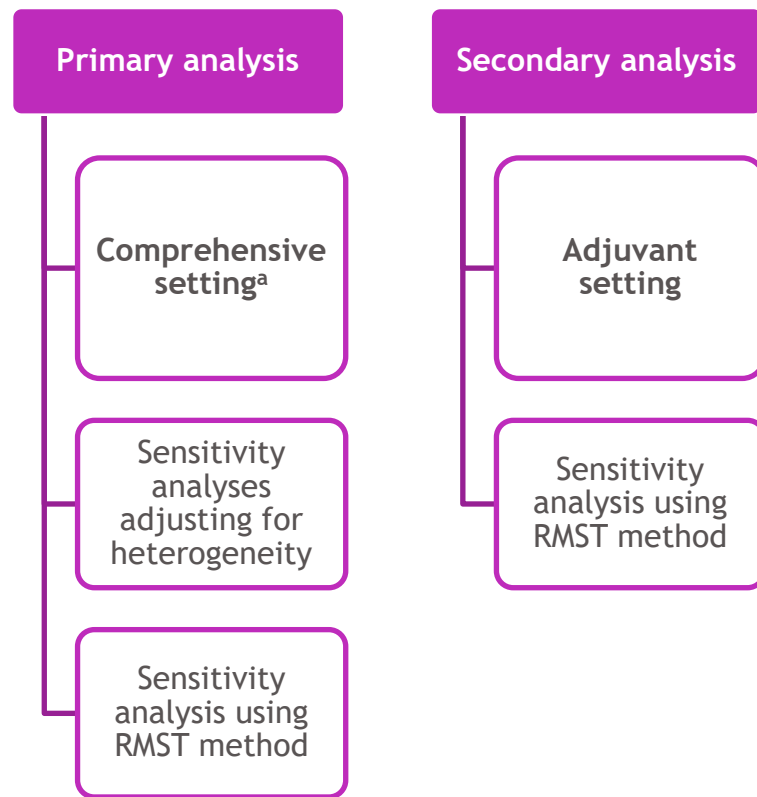 Primary analysis
Comprehensive
settingᵃ
Sensitivity
analyses
adjusting for
heterogeneity
Sensitivity
analysis using
RMST method
Secondary analysis
Adjuvant
setting
Sensitivity
analysis using
RMST method